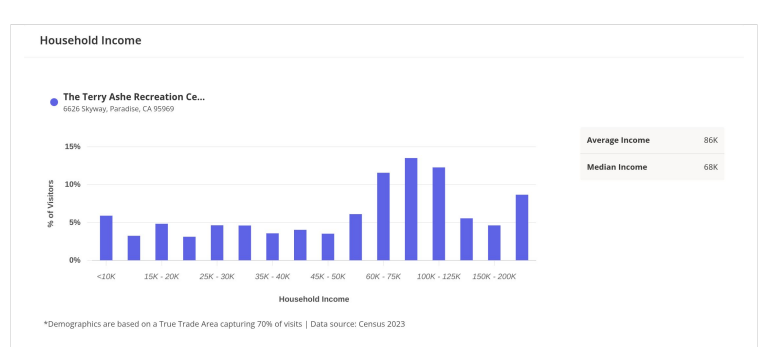 Household Income
The Terry Ashe Recreation Ce...
6626 Skyway, Paradise, CA 95969
Average Income 86K
Median Income 68K
15%
10%
5%
0%
% of Visitors
<10K 15K - 20K 25K - 30K 35K - 40K 45K - 50K 60K - 75K 100K - 125K 150K - 200K
Household Income
*Demographics are based on a True Trade Area capturing 70% of visits | Data source: Census 2023